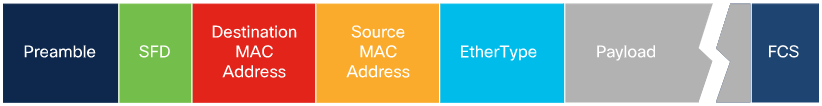 Preamble
SFD
Destination
MAC
Address
Source
MAC
Address
EtherType
Payload
FCS